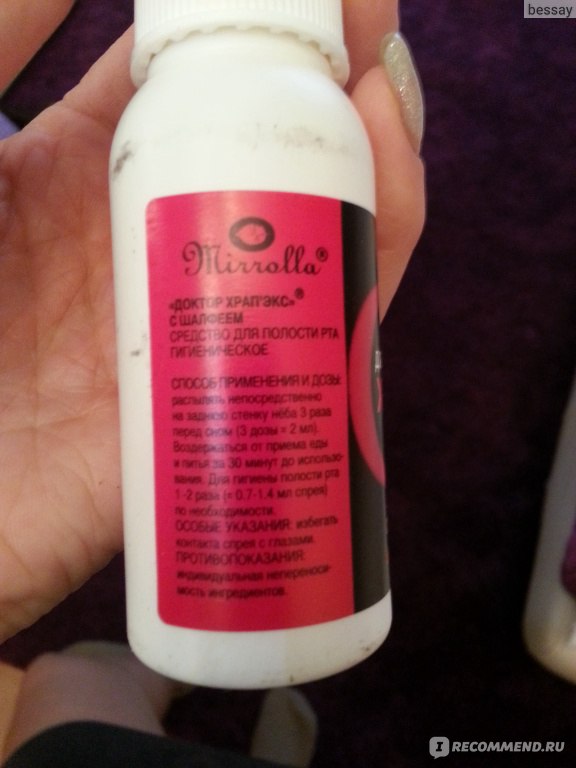 bessay
Mirrolla®
«ДОКТОР ХРАП'ЭКС»®
С ШАЛФЕЕМ
СРЕДСТВО ДЛЯ ПОЛОСТИ РТА
ГИГИЕНИЧЕСКОЕ
СПОСОБ ПРИМЕНЕНИЯ И ДОЗЫ:
распылять непосредственно
на заднюю стенку нёба 3 раза
перед сном (3 дозы = 2 мл).
Воздержаться от приема еды
и питья за 30 минут до использо-
вания. Для гигиены полости рта
1-2 раза (= 0.7-1.4 мл спрея)
по необходимости.
ОСОБЫЕ УКАЗАНИЯ: избегать
контакта спрея с глазами.
ПРОТИВОПОКАЗАНИЯ:
индивидуальная непереноси-
мость ингредиентов.
IRECOMMEND.RU